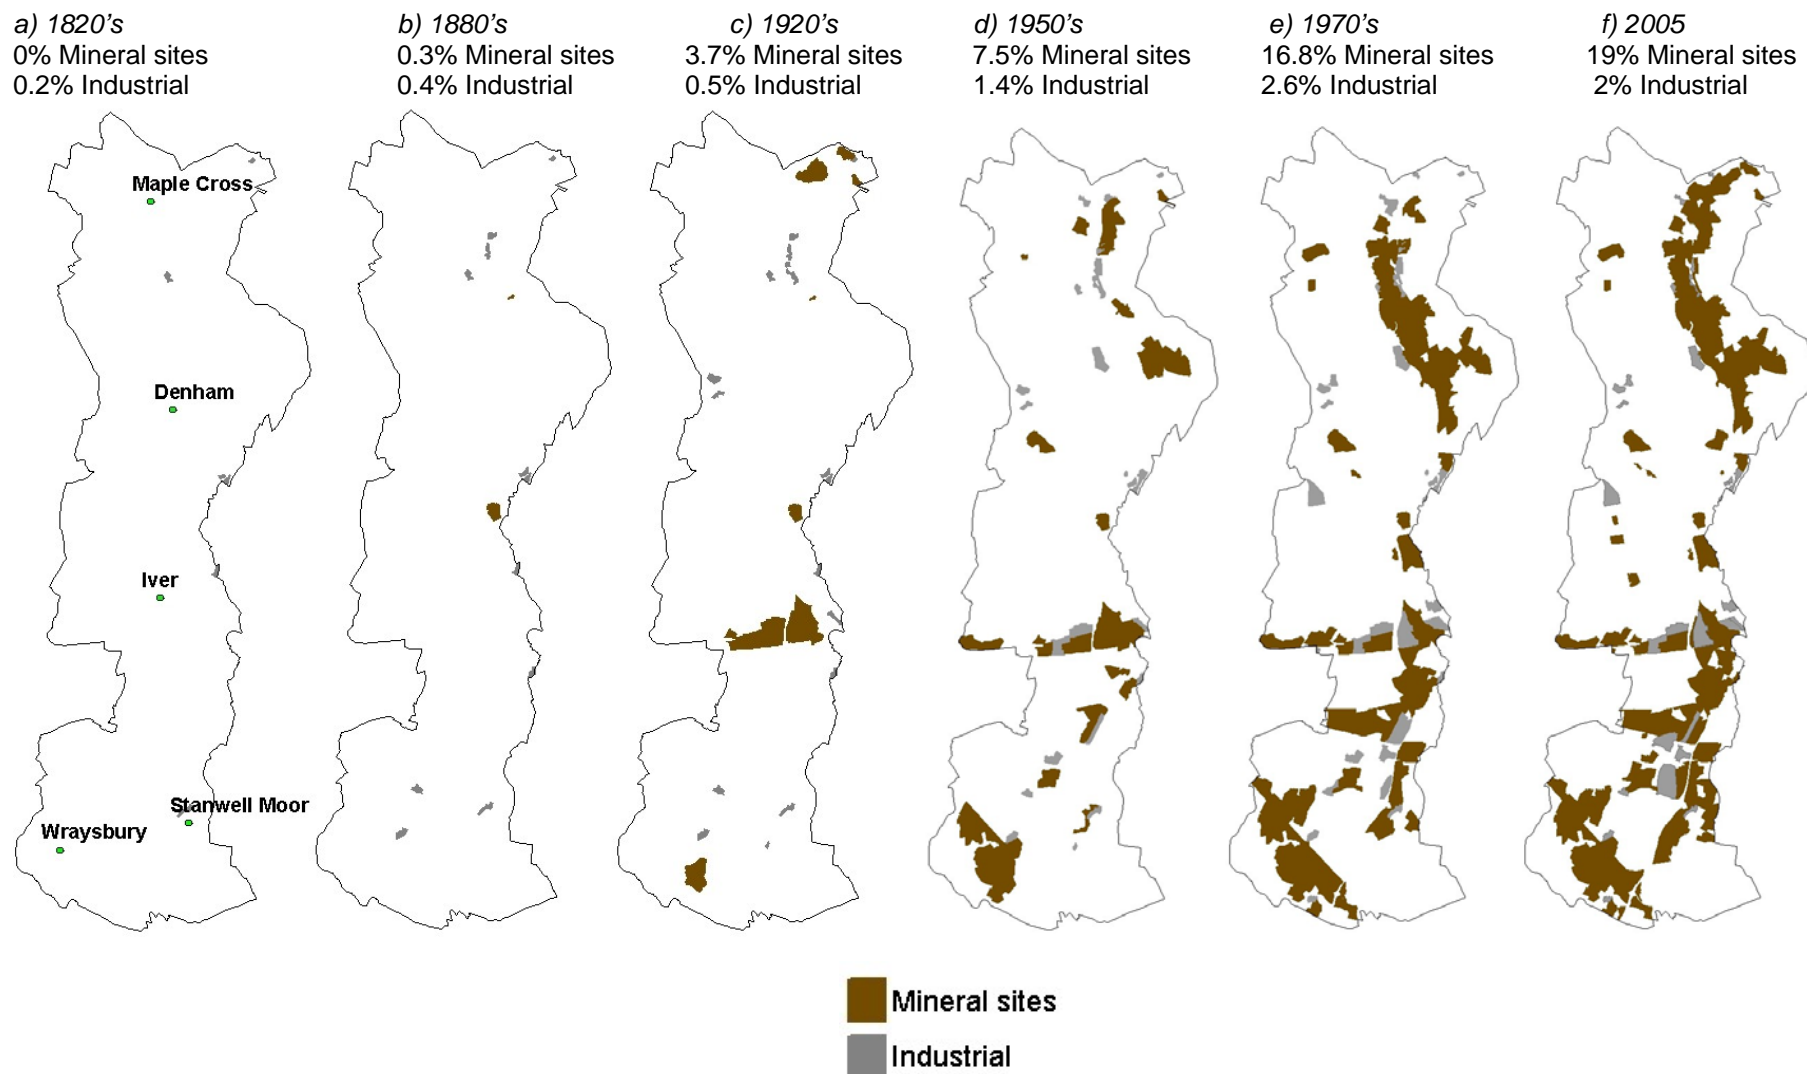 a) 1820’s
0% Mineral sites
0.2% Industrial
b) 1880’s
0.3% Mineral sites
0.4% Industrial
c) 1920’s
3.7% Mineral sites
0.5% Industrial
d) 1950’s
7.5% Mineral sites
1.4% Industrial
e) 1970’s
16.8% Mineral sites
2.6% Industrial
f) 2005
19% Mineral sites
2% Industrial
Maple Cross
Denham
Iver
Stanwell Moor
Wraysbury
Mineral sites
Industrial